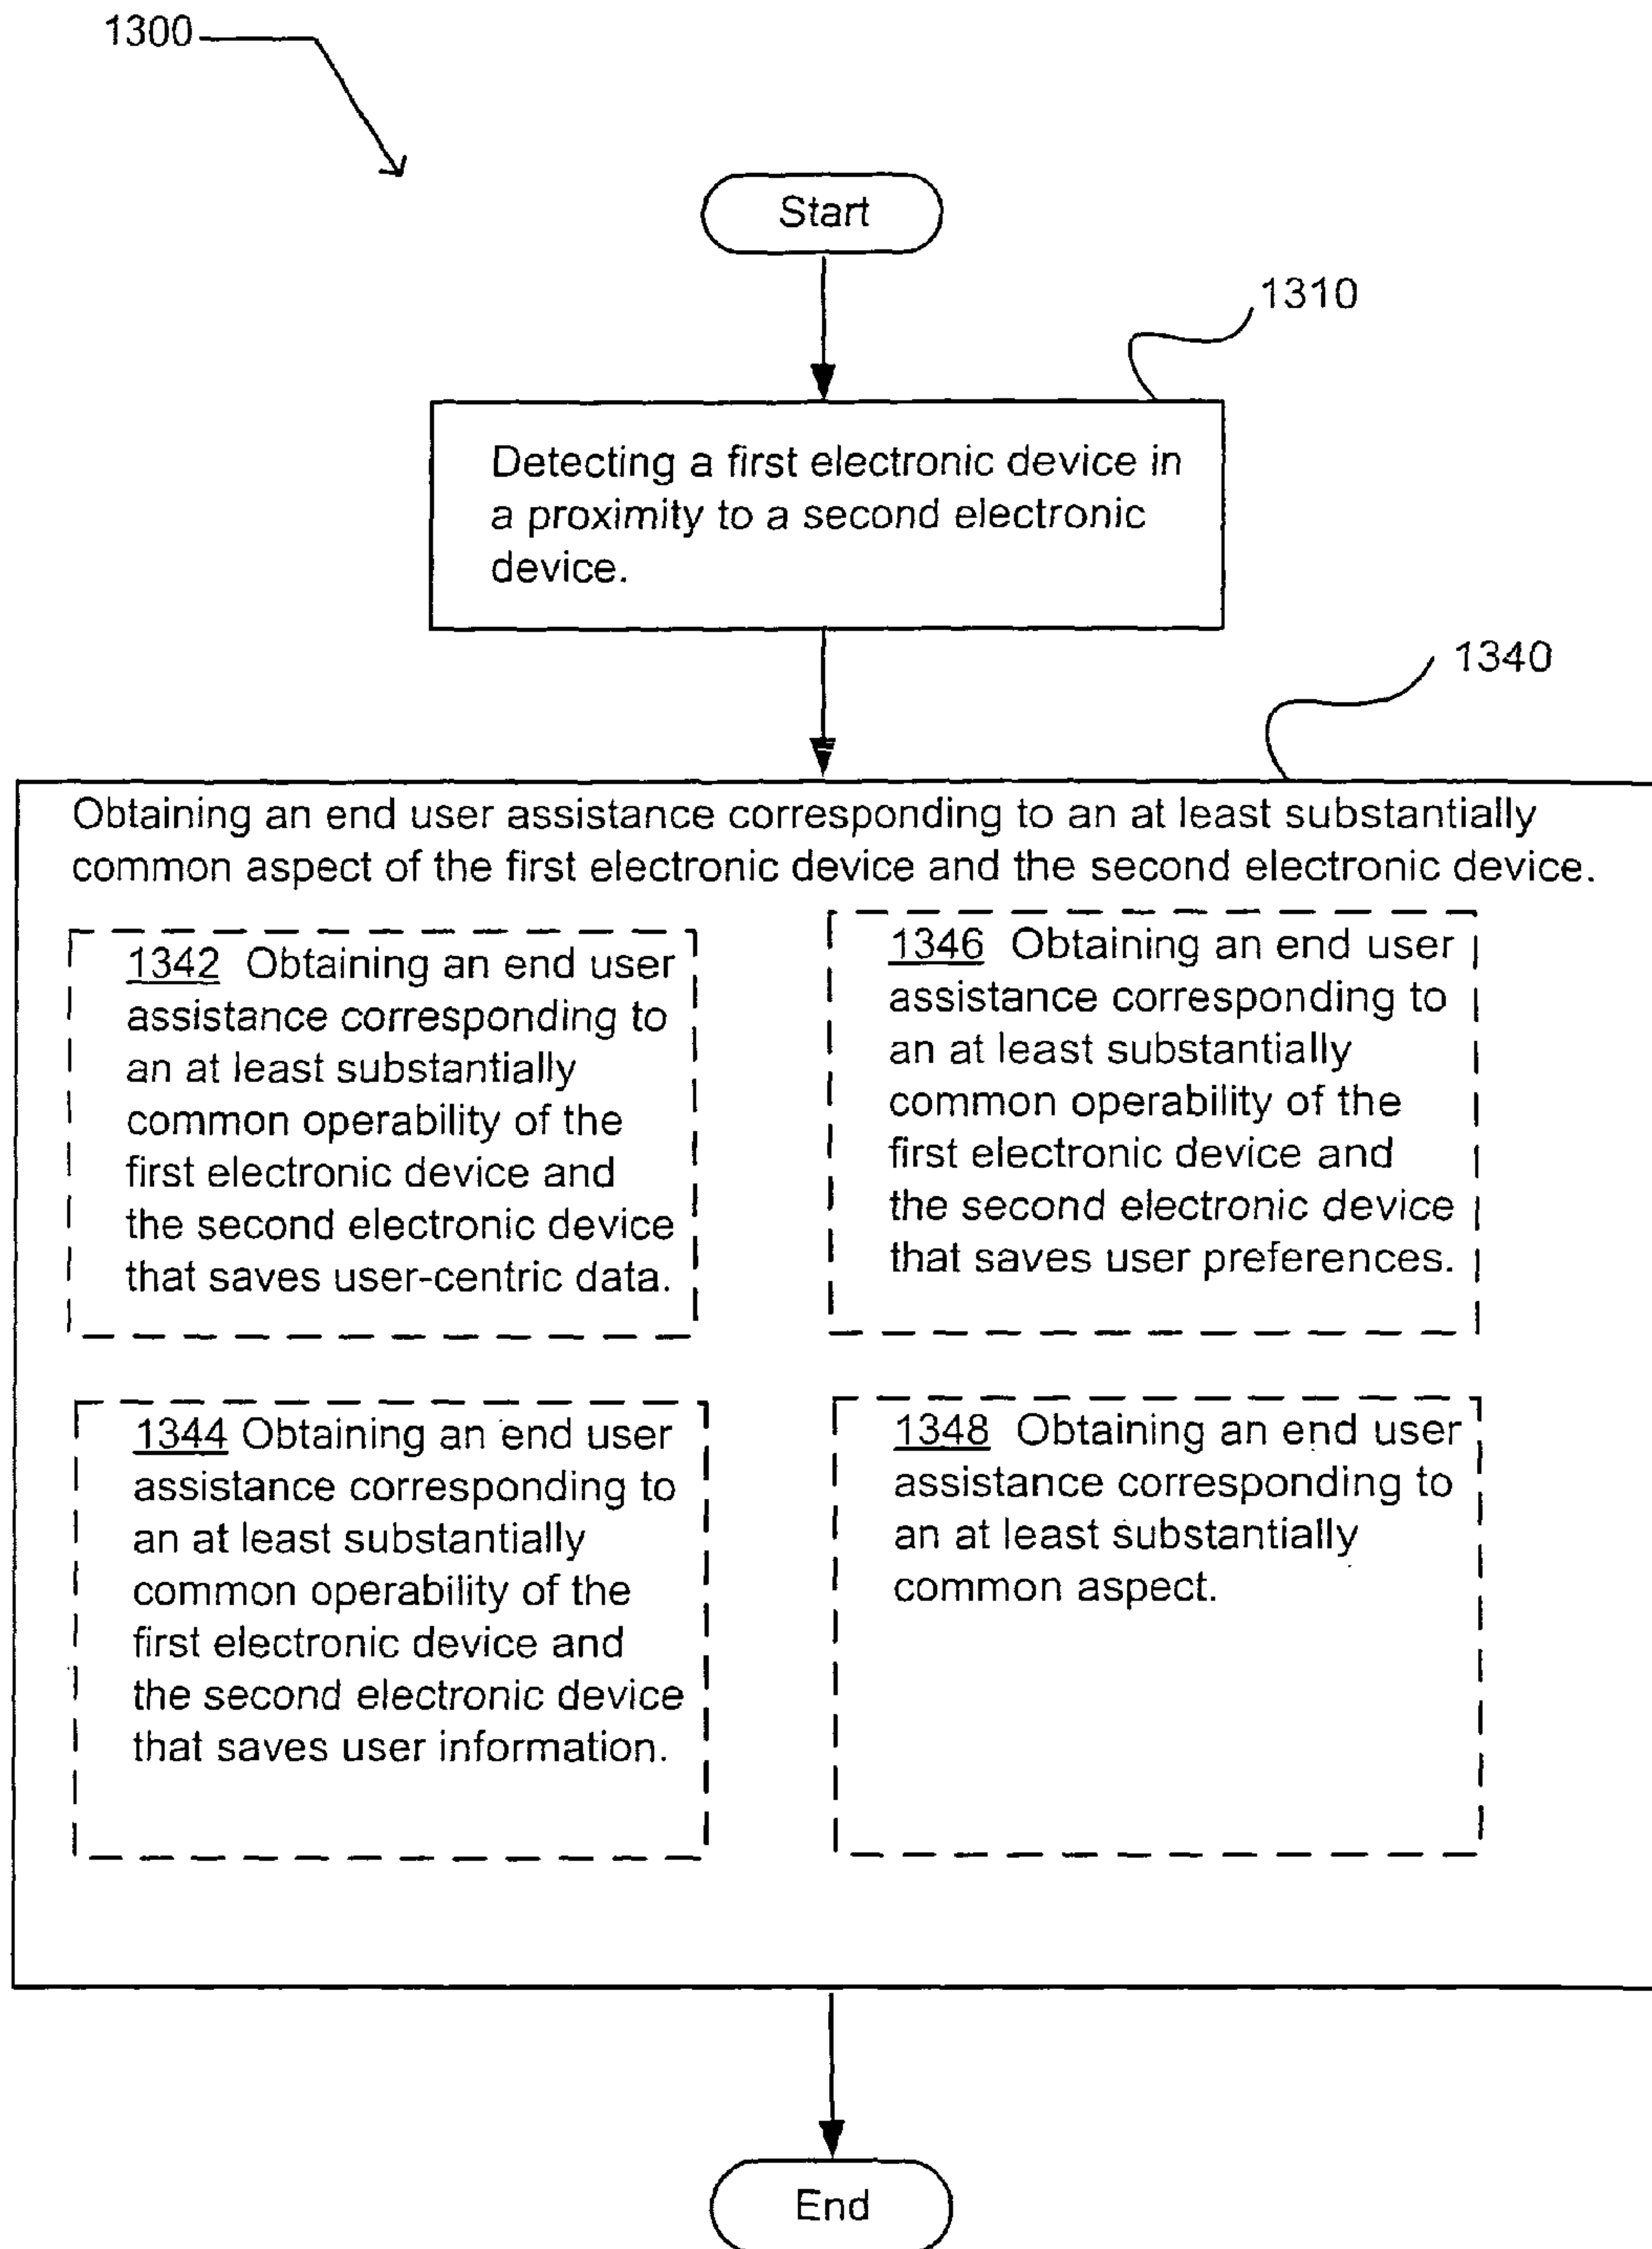 1300
Start
1310
Detecting a first electronic device in
a proximity to a second electronic
device.
1340
Obtaining an end user assistance corresponding to an at least substantially
common aspect of the first electronic device and the second electronic device.
1342 Obtaining an end user
assistance corresponding to
an at least substantially
common operability of the
first electronic device and
the second electronic device
that saves user-centric data.
1346 Obtaining an end user
assistance corresponding to
an at least substantially
common operability of the
first electronic device and
the second electronic device
that saves user preferences.
1344 Obtaining an end user
assistance corresponding to
an at least substantially
common operability of the
first electronic device and
the second electronic device
that saves user information.
1348 Obtaining an end user
assistance corresponding to
an at least substantially
common aspect.
End